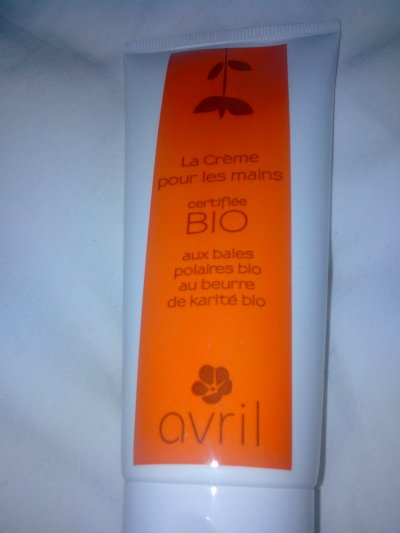 La Crème
pour les mains
certifiée
BIO
aux baies
polaires bio
au beurre
de karité bio
avril